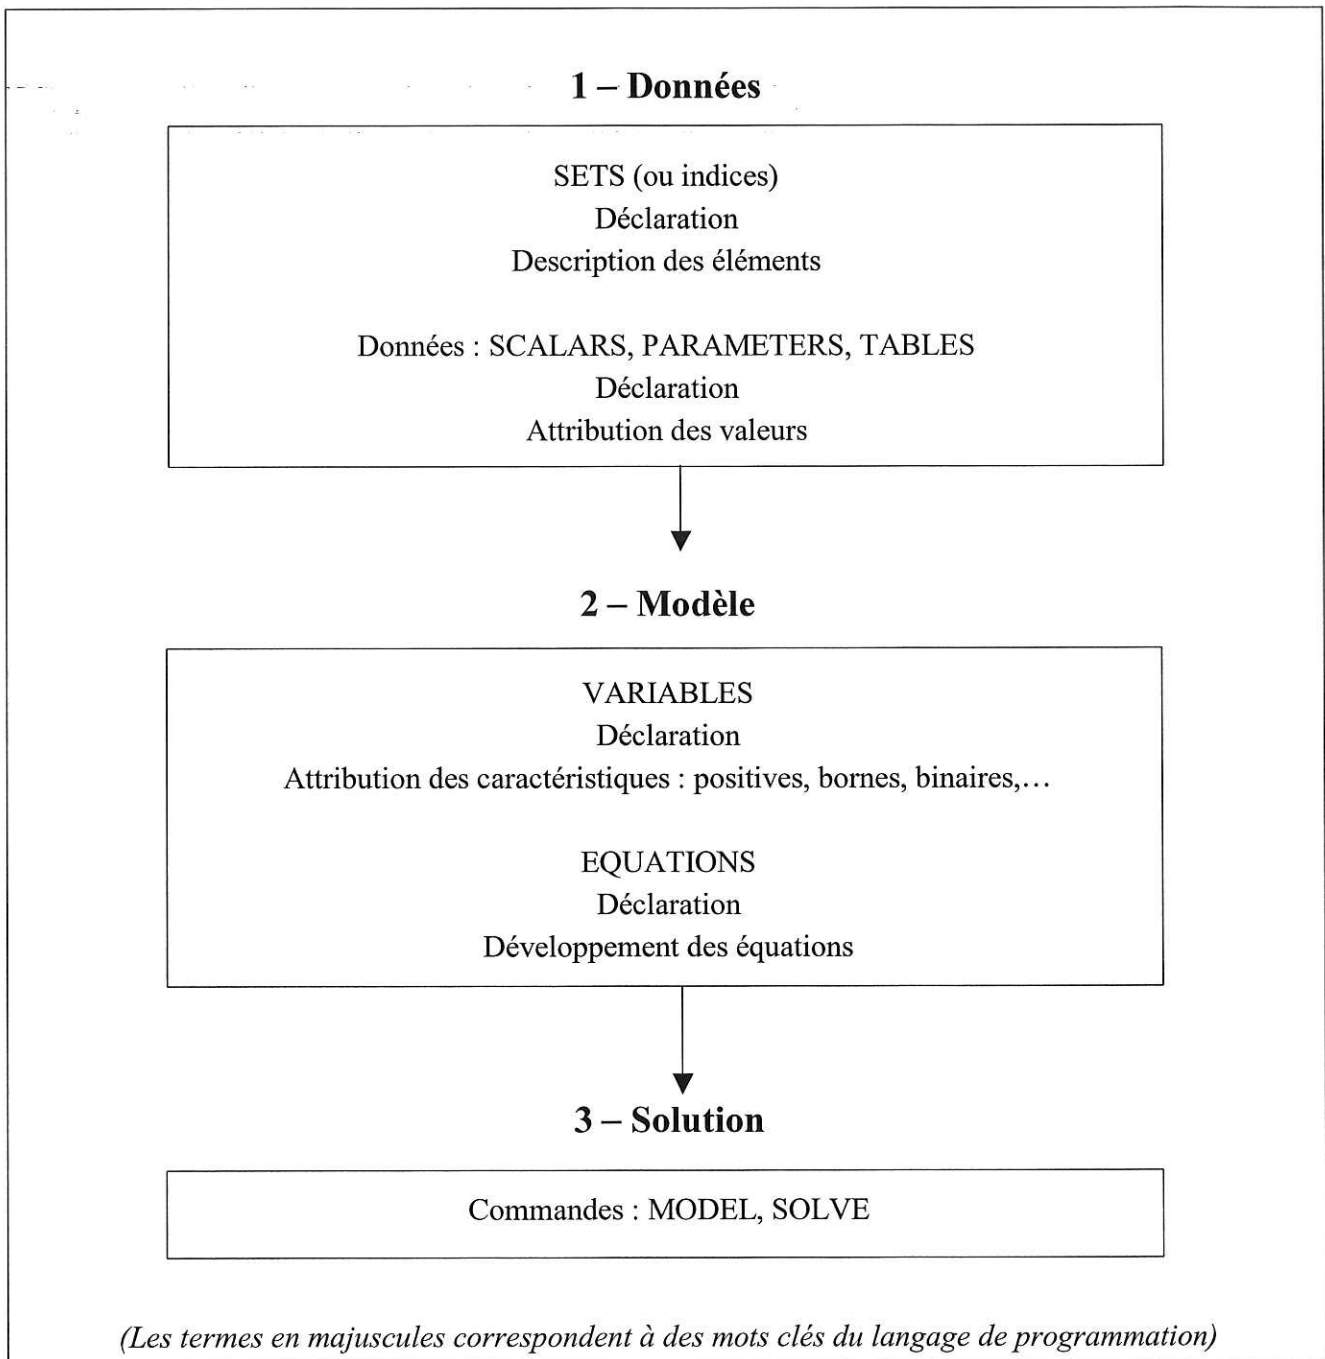 1 – Données
SETS (ou indices)
Déclaration
Description des éléments
Données : SCALARS, PARAMETERS, TABLES
Déclaration
Attribution des valeurs
2 – Modèle
VARIABLES
Déclaration
Attribution des caractéristiques : positives, bornes, binaires,…
EQUATIONS
Déclaration
Développement des équations
3 – Solution
Commandes : MODEL, SOLVE
(Les termes en majuscules correspondent à des mots clés du langage de programmation)